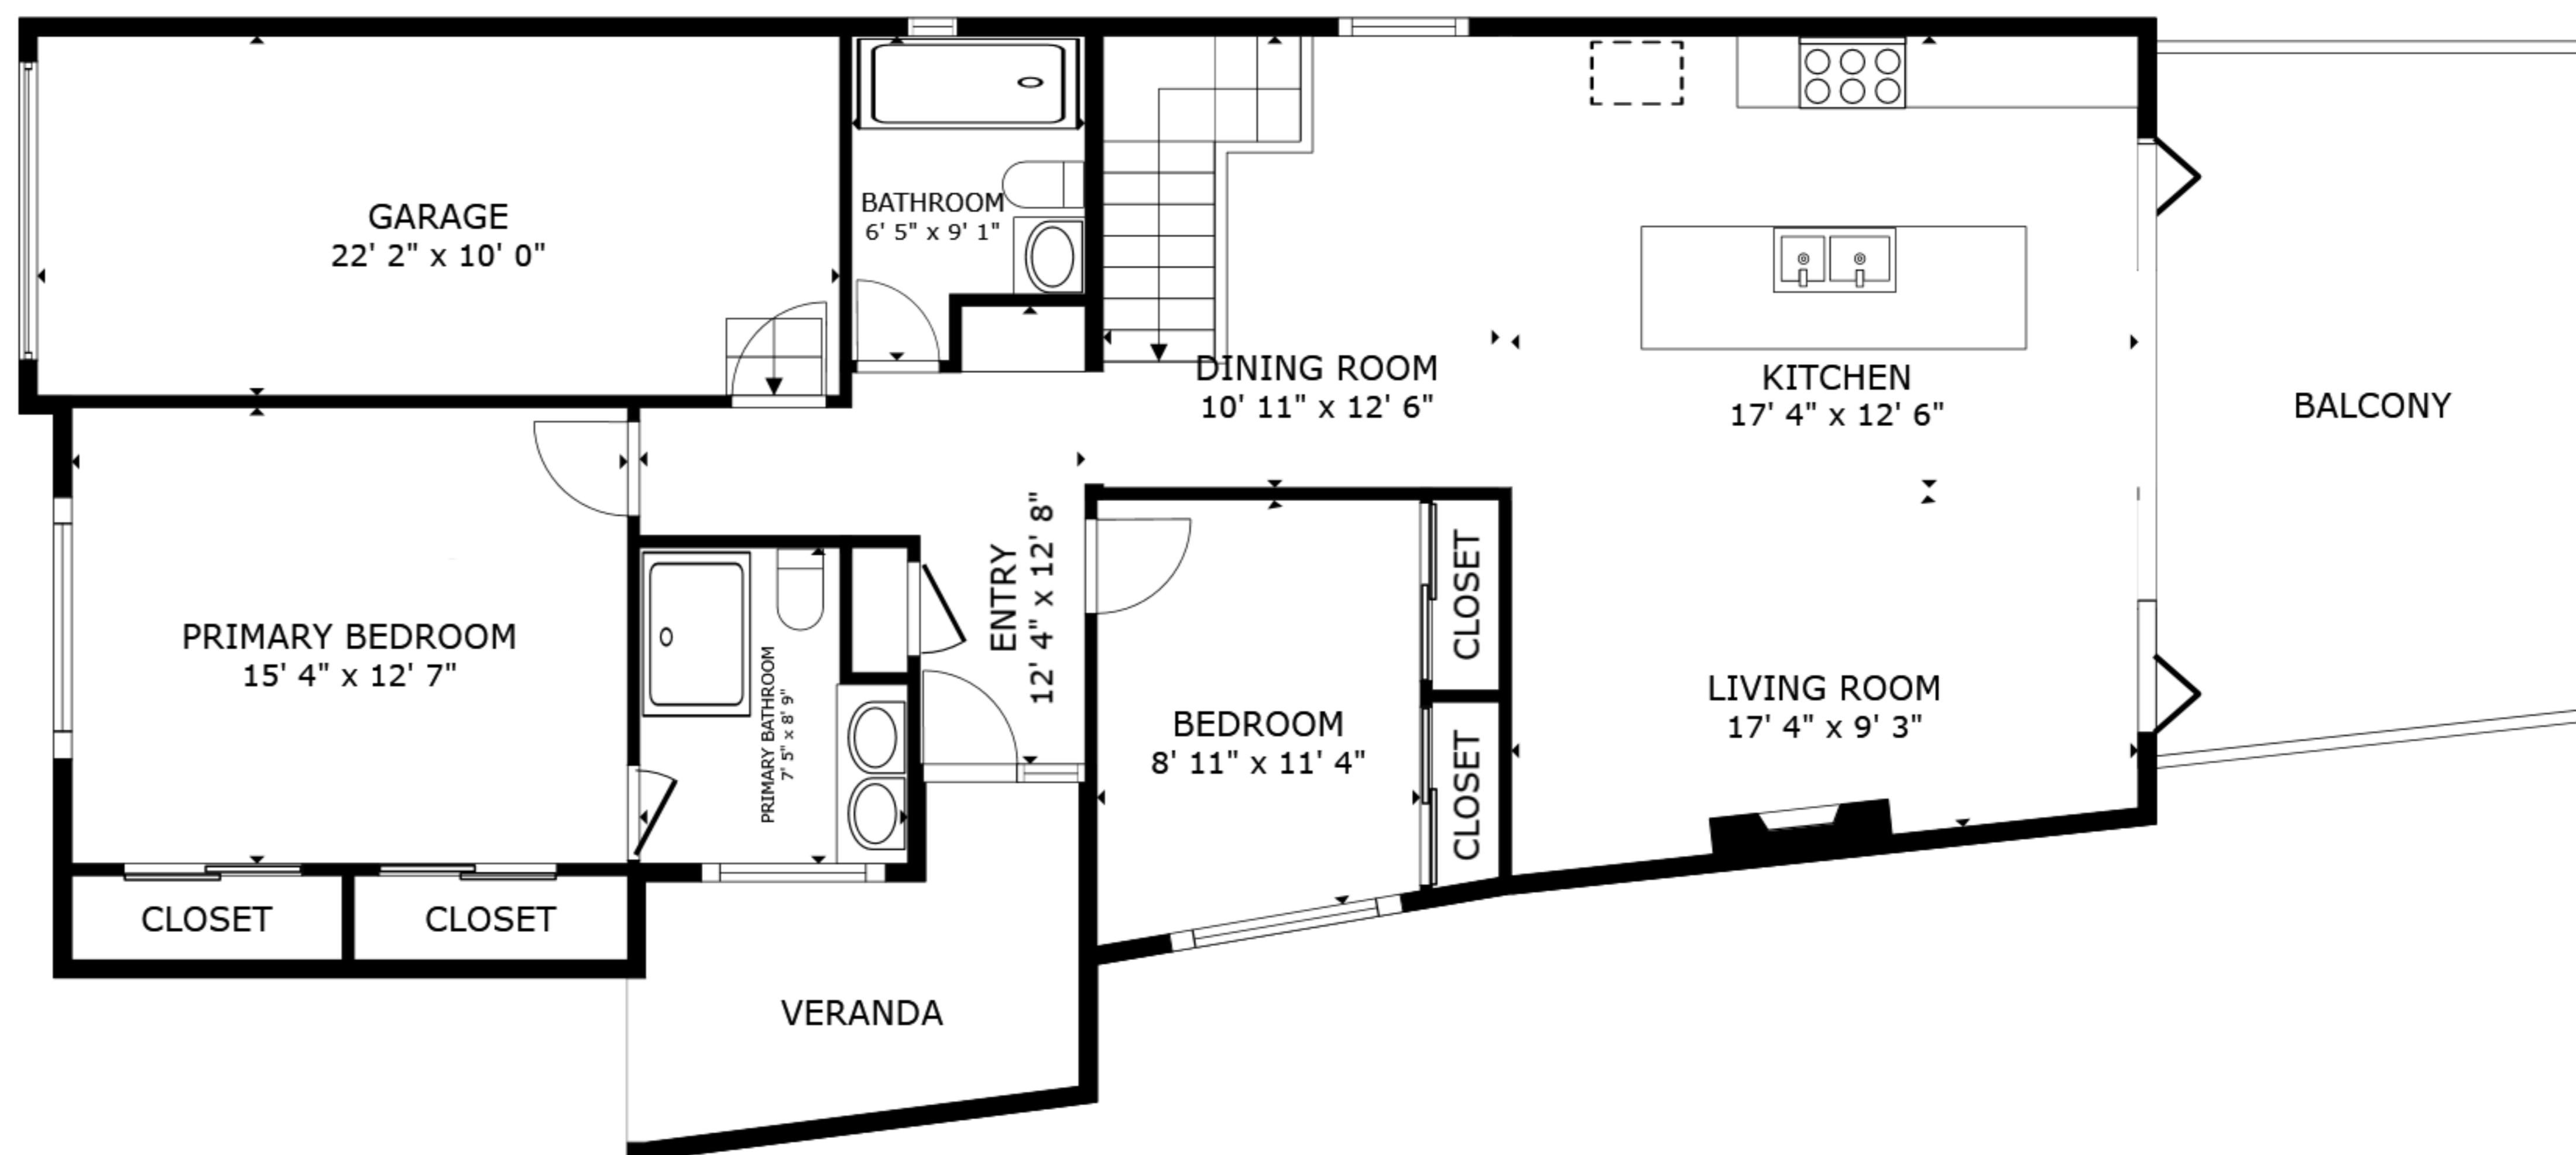 GARAGE
22' 2" x 10' 0"
BATHROOM
6' 5" x 9' 1"
DINING ROOM
10' 11" x 12' 6"
KITCHEN
17' 4" x 12' 6"
BALCONY
PRIMARY BEDROOM
15' 4" x 12' 7"
PRIMARY BATHROOM
7' 5" x 8' 9"
ENTRY
12' 4" x 12' 8"
BEDROOM
8' 11" x 11' 4"
CLOSET
CLOSET
LIVING ROOM
17' 4" x 9' 3"
CLOSET
CLOSET
VERANDA